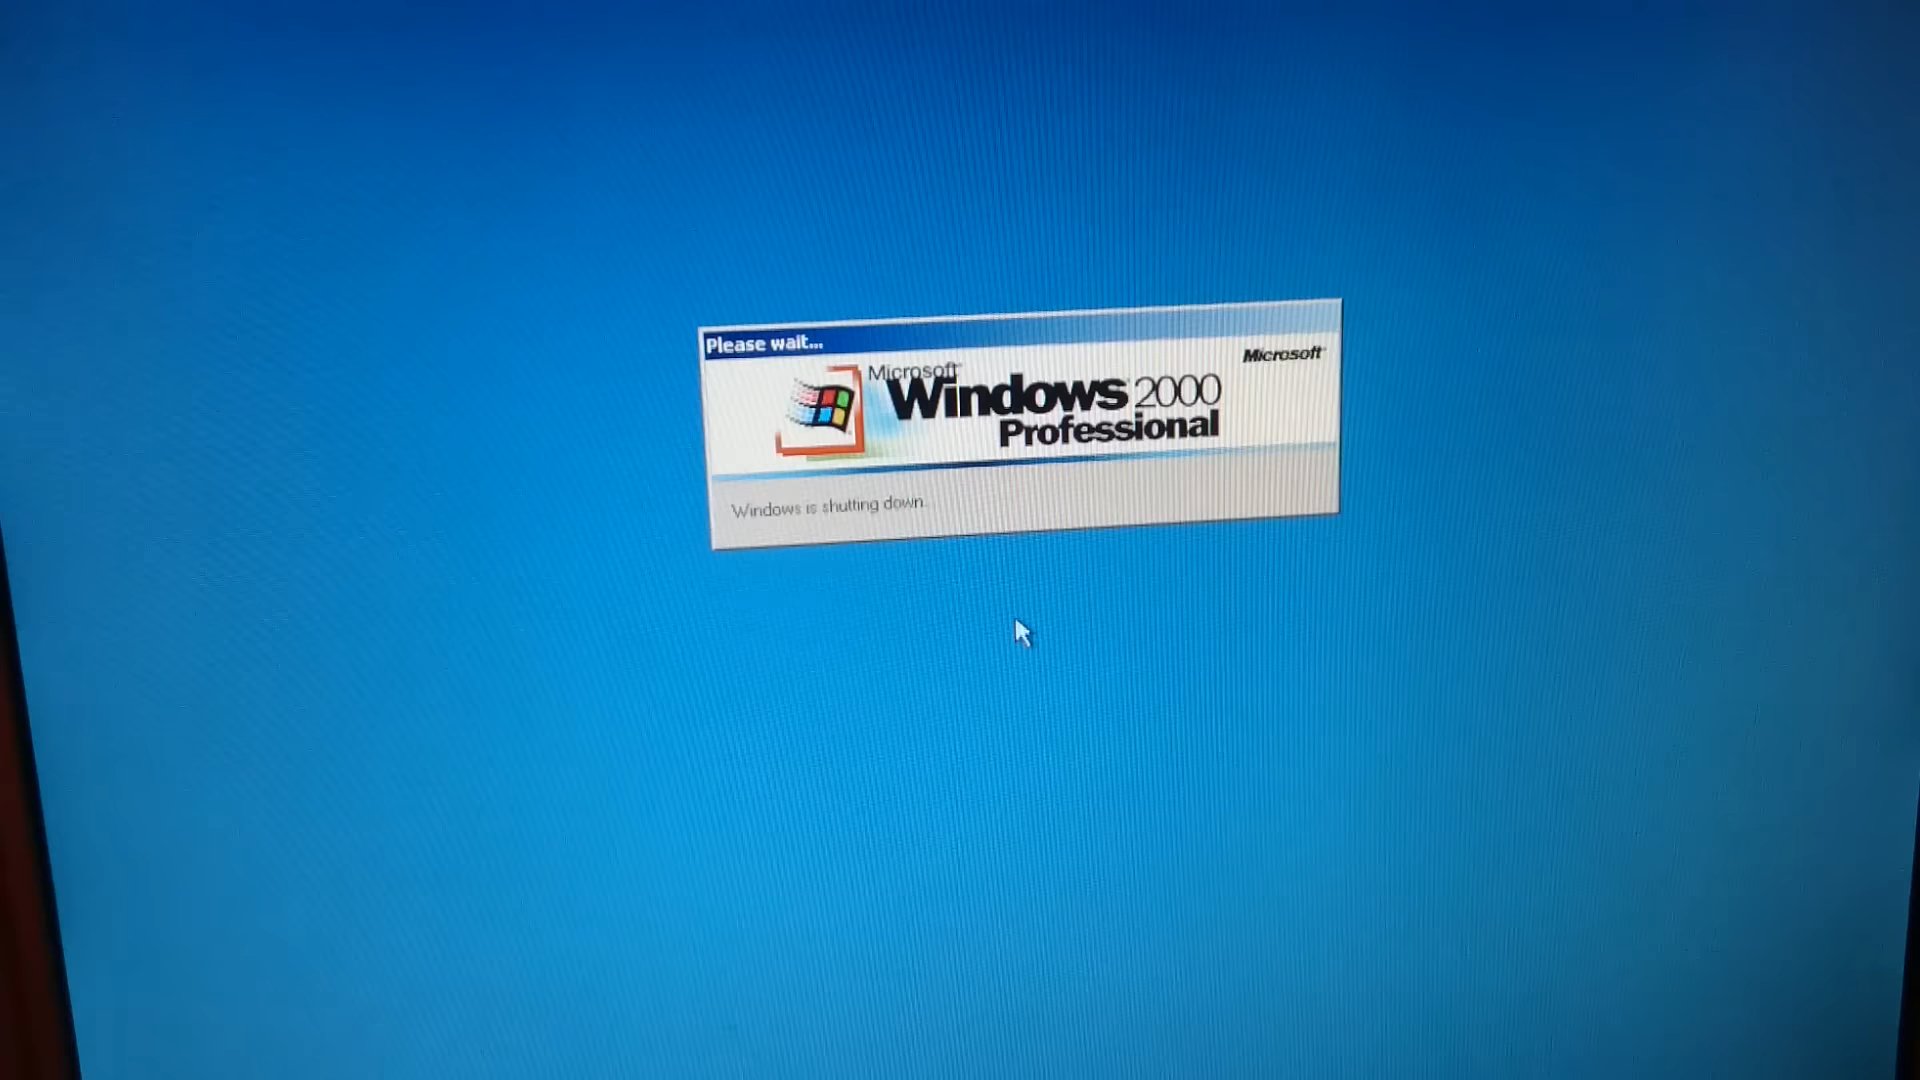 Please wait...
Microsoft
Microsoft
Windows 2000
Professional
Windows is shutting down.